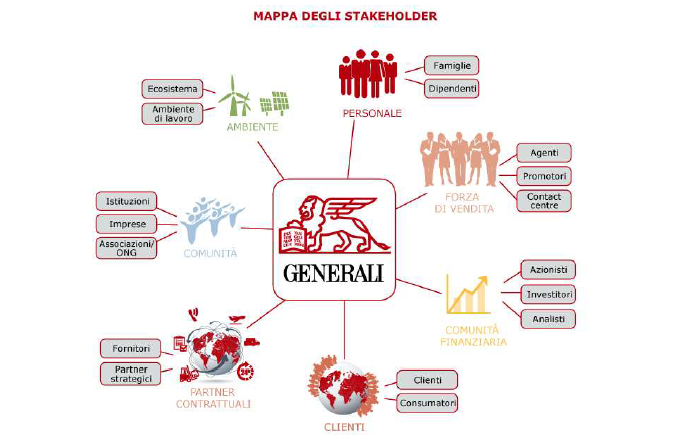 MAPPA DEGLI STAKEHOLDER
Famiglie
Dipendenti
PERSONALE
Ecosistema
Ambiente
di lavoro
AMBIENTE
Agenti
Promotori
Contact
centre
FORZA
DI VENDITA
Istituzioni
Imprese
Associazioni/
ONG
COMUNITÀ
GENERALI
Azionisti
Investitori
Analisti
COMUNITÀ
FINANZIARIA
Fornitori
Partner
strategici
PARTNER
CONTRATTUALI
Clienti
Consumatori
CLIENTI